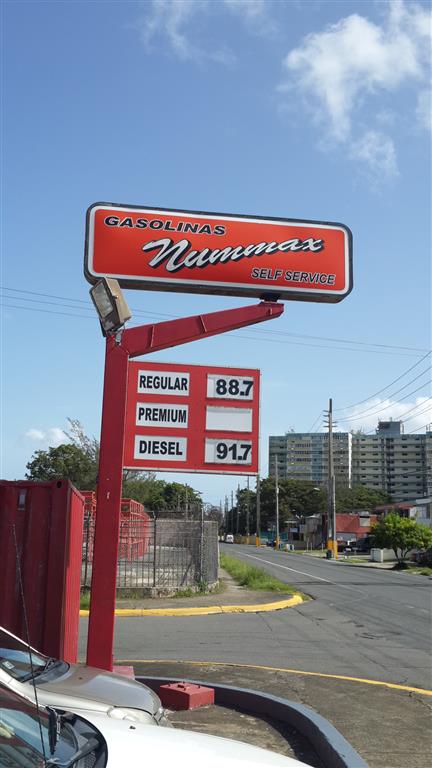 GASOLINAS
Nummax
SELF SERVICE
REGULAR 88.7
PREMIUM
DIESEL 91.7